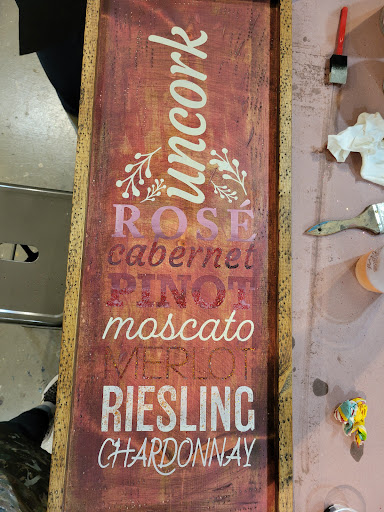 uncork
ROSÉ
cabernet
PINOT
moscato
MERLOT
RIESLING
CHARDONNAY